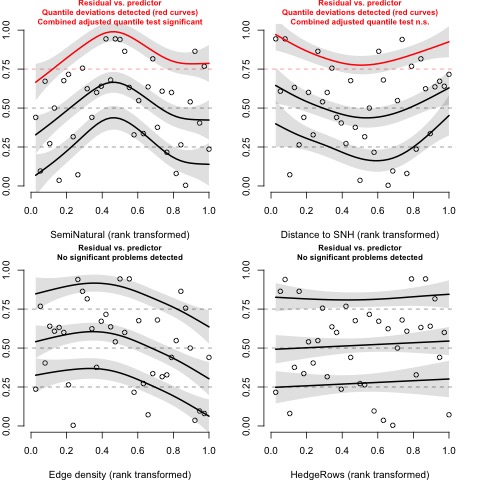 Residual vs. predictor
Quantile deviations detected (red curves)
Combined adjusted quantile test significant
0.00 0.25 0.50 0.75 1.00
0.0 0.2 0.4 0.6 0.8 1.0
SemiNatural (rank transformed)
Residual vs. predictor
Quantile deviations detected (red curves)
Combined adjusted quantile test n.s.
0.00 0.25 0.50 0.75 1.00
0.0 0.2 0.4 0.6 0.8 1.0
Distance to SNH (rank transformed)
Residual vs. predictor
No significant problems detected
0.00 0.25 0.50 0.75 1.00
0.0 0.2 0.4 0.6 0.8 1.0
Edge density (rank transformed)
Residual vs. predictor
No significant problems detected
0.00 0.25 0.50 0.75 1.00
0.0 0.2 0.4 0.6 0.8 1.0
HedgeRows (rank transformed)